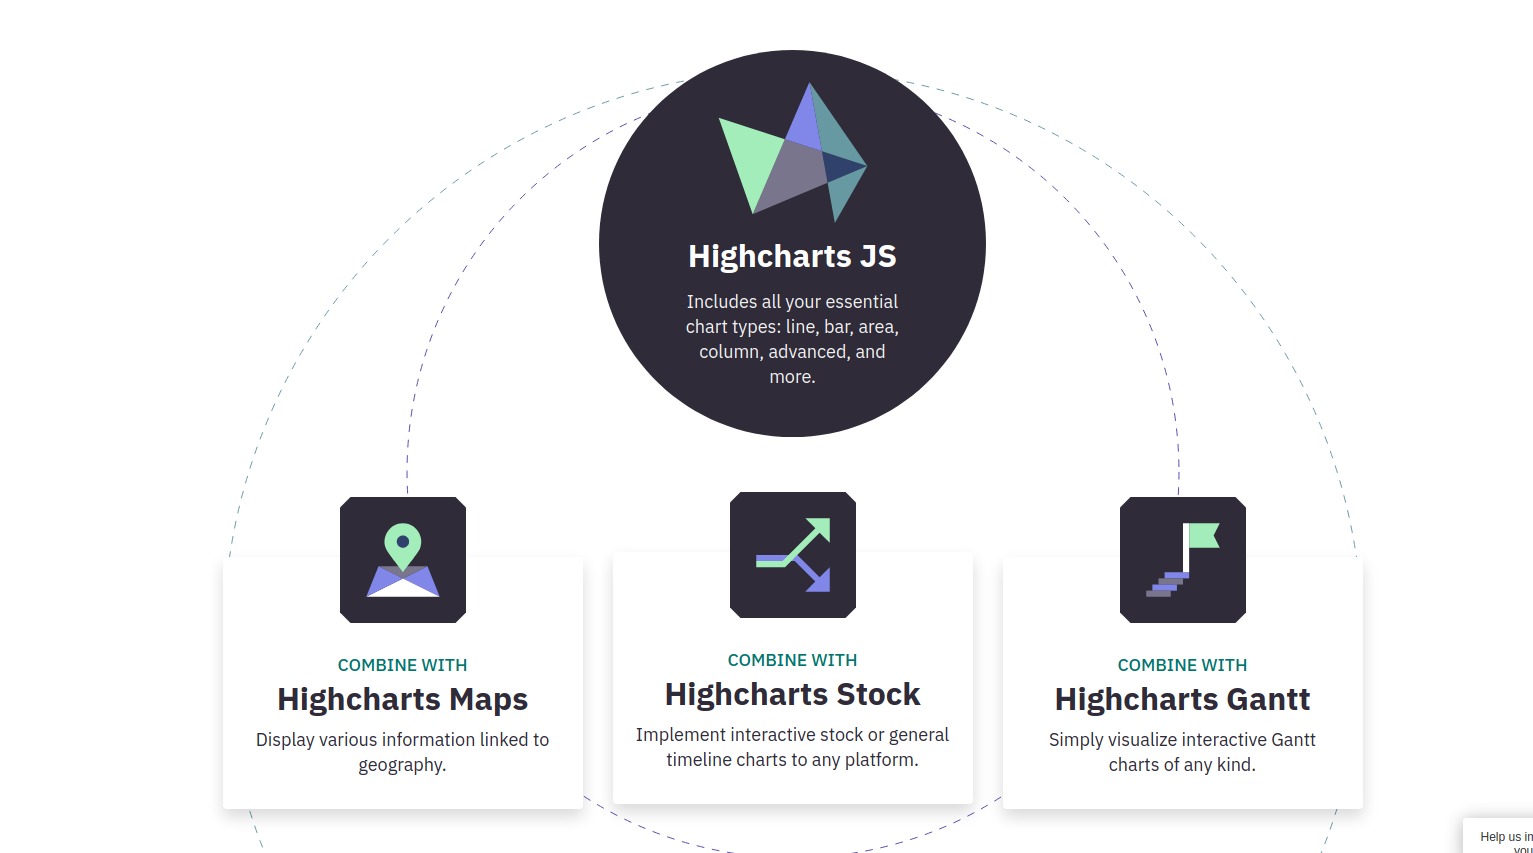 Highcharts JS
Includes all your essential
chart types: line, bar, area,
column, advanced, and
more.
COMBINE WITH
Highcharts Maps
Display various information linked to
geography.
COMBINE WITH
Highcharts Stock
Implement interactive stock or general
timeline charts to any platform.
COMBINE WITH
Highcharts Gantt
Simply visualize interactive Gantt
charts of any kind.
Help us